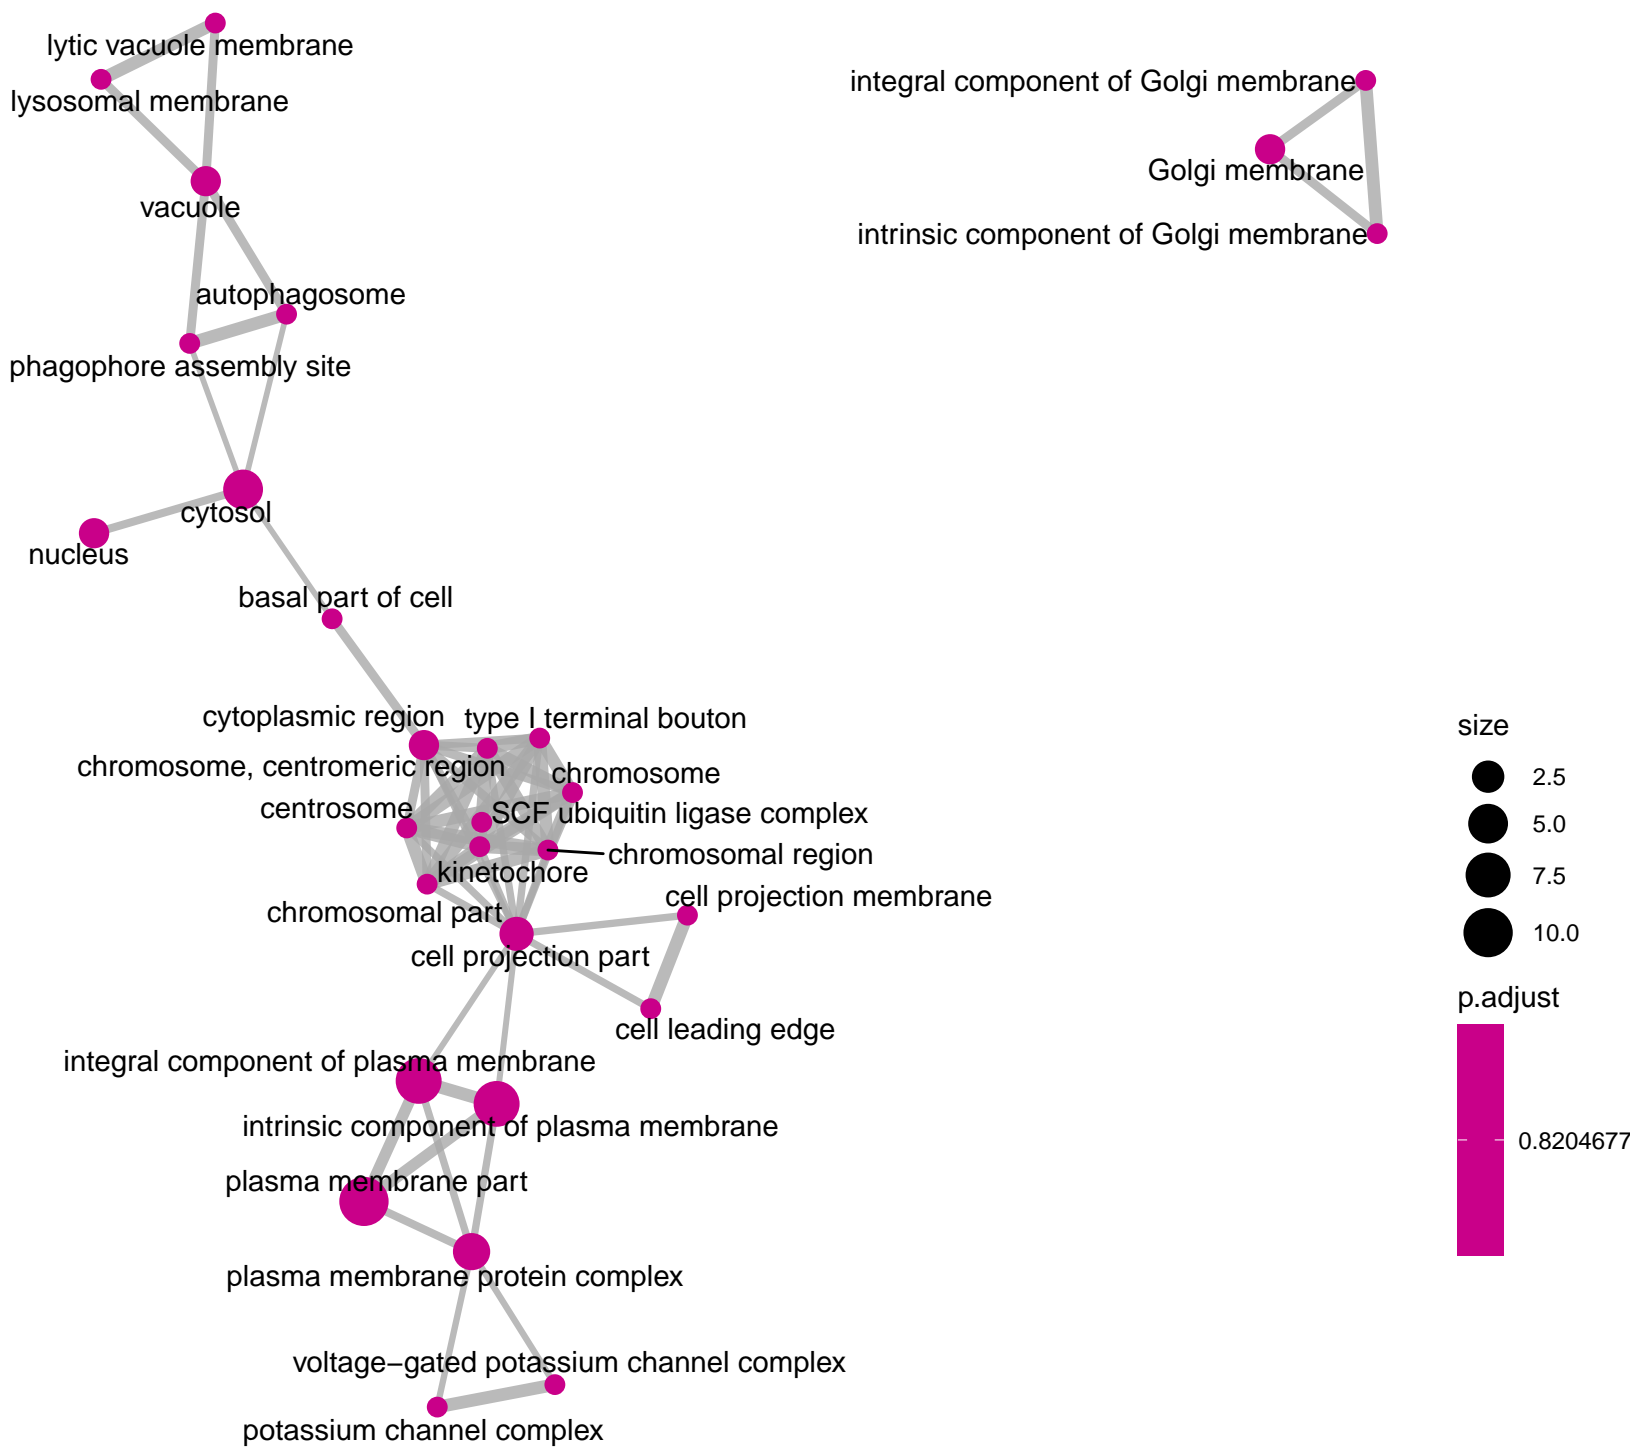 lytic vacuole membrane
lysosomal membrane
integral component of Golgi membrane
Golgi membrane
vacuole
intrinsic component of Golgi membrane
autophagosome
phagophore assembly site
cytosol
nucleus
basal part of cell
cytoplasmic region
type I terminal bouton
chromosome, centromeric region
chromosome
centrosome
SCF ubiquitin ligase complex
chromosomal region
kinetochore
cell projection membrane
chromosomal part
cell projection part
cell leading edge
integral component of plasma membrane
intrinsic component of plasma membrane
plasma membrane part
plasma membrane protein complex
voltage−gated potassium channel complex
potassium channel complex
size
2.5
5.0
7.5
10.0
p.adjust
0.8204677